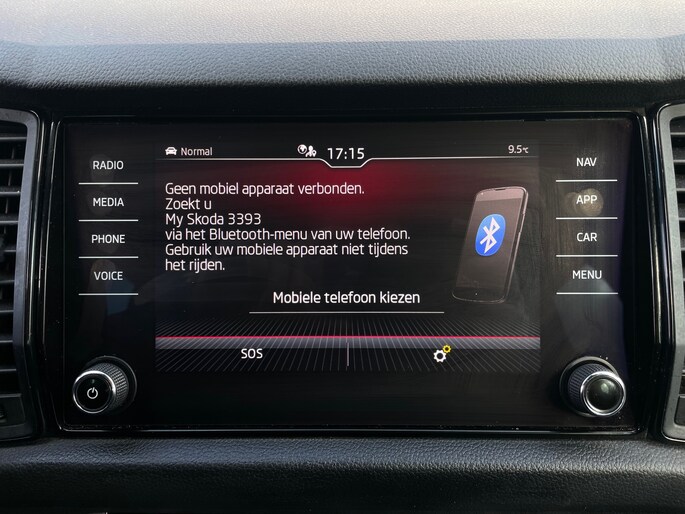 Normal
17:15
9.5°C
RADIO
MEDIA
PHONE
VOICE
Geen mobiel apparaat verbonden.
Zoekt u
My Skoda 3393
via het Bluetooth-menu van uw telefoon.
Gebruik uw mobiele apparaat niet tijdens
het rijden.
Mobiele telefoon kiezen
SOS
NAV
APP
CAR
MENU